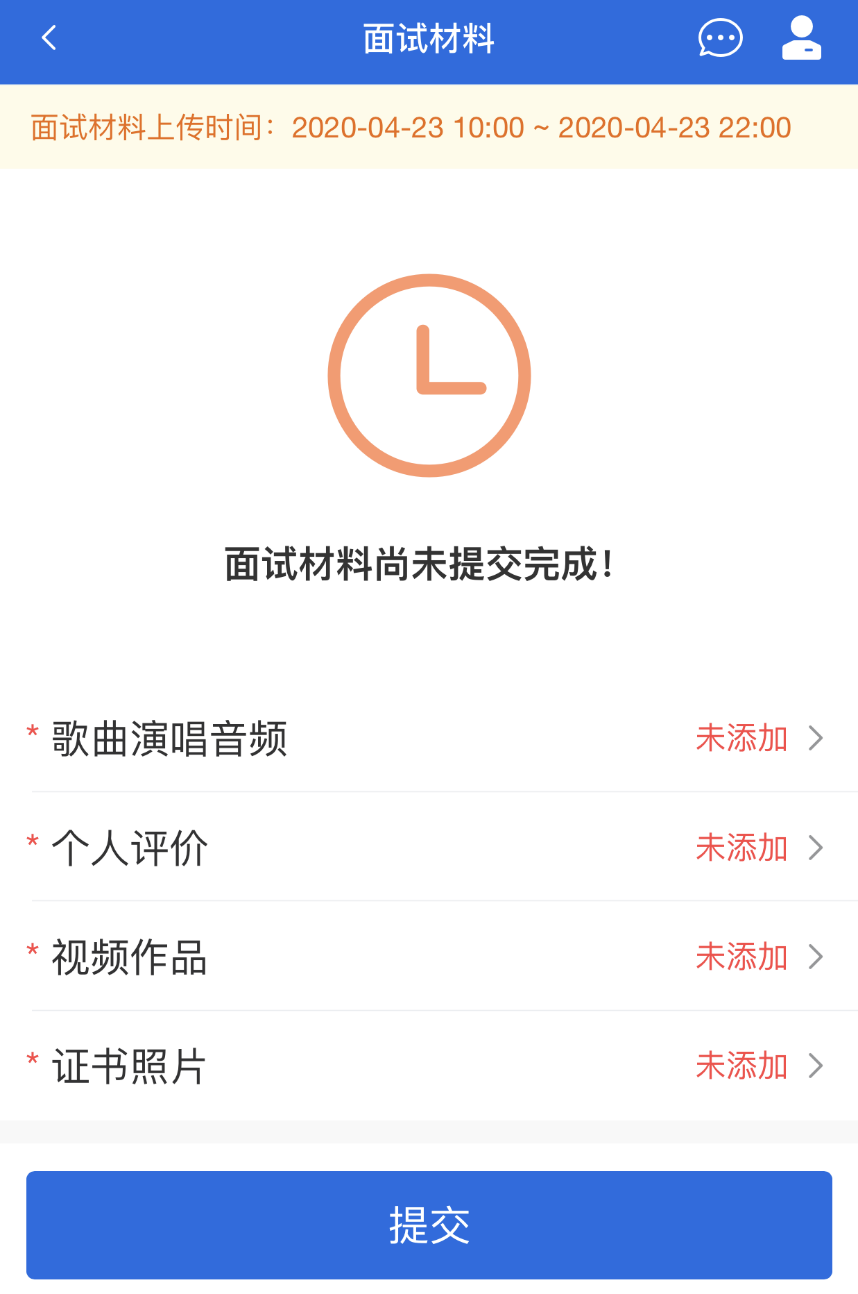 面试材料
面试材料上传时间：2020-04-23 10:00 ~ 2020-04-23 22:00
面试材料尚未提交完成！
* 歌曲演唱音频 未添加
* 个人评价 未添加
* 视频作品 未添加
* 证书照片 未添加
提交